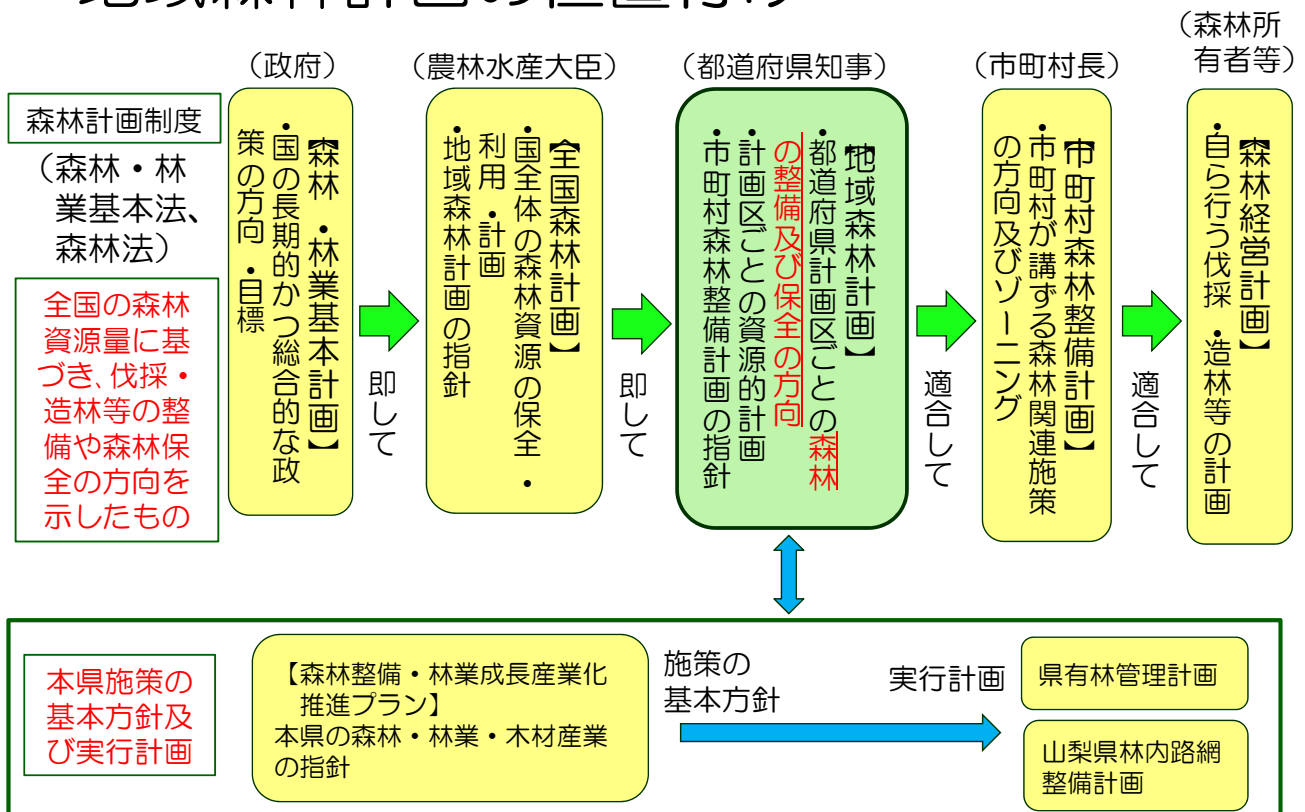 地域森林計画の位置付け
（政府）
（農林水産大臣）
（都道府県知事）
（市町村長）
（森林所
有者等）
森林計画制度
（森林・林
業基本法、
森林法）
全国の森林
資源量に基
づき、伐採・
造林等の整
備や森林保
全の方向を
示したもの
【森林・林業基本計画】
・国の長期的かつ総合的な政
策の方向・目標
即して
【全国森林計画】
・国全体の森林資源の保全・
利用・計画
・地域森林計画の指針
即して
【地域森林計画】
・都道府県計画区ごとの森林
の整備及び保全の方向
・計画区ごとの資源的計画
・市町村森林整備計画の指針
適合して
【市町村森林整備計画】
・市町村が講ずる森林関連施策
の方向及びゾーニング
適合して
【森林経営計画】
・自ら行う伐採・造林等の計画
本県施策の
基本方針及
び実行計画
【森林整備・林業成長産業化
推進プラン】
本県の森林・林業・木材産業
の指針
施策の
基本方針
実行計画
県有林管理計画
山梨県林内路網
整備計画